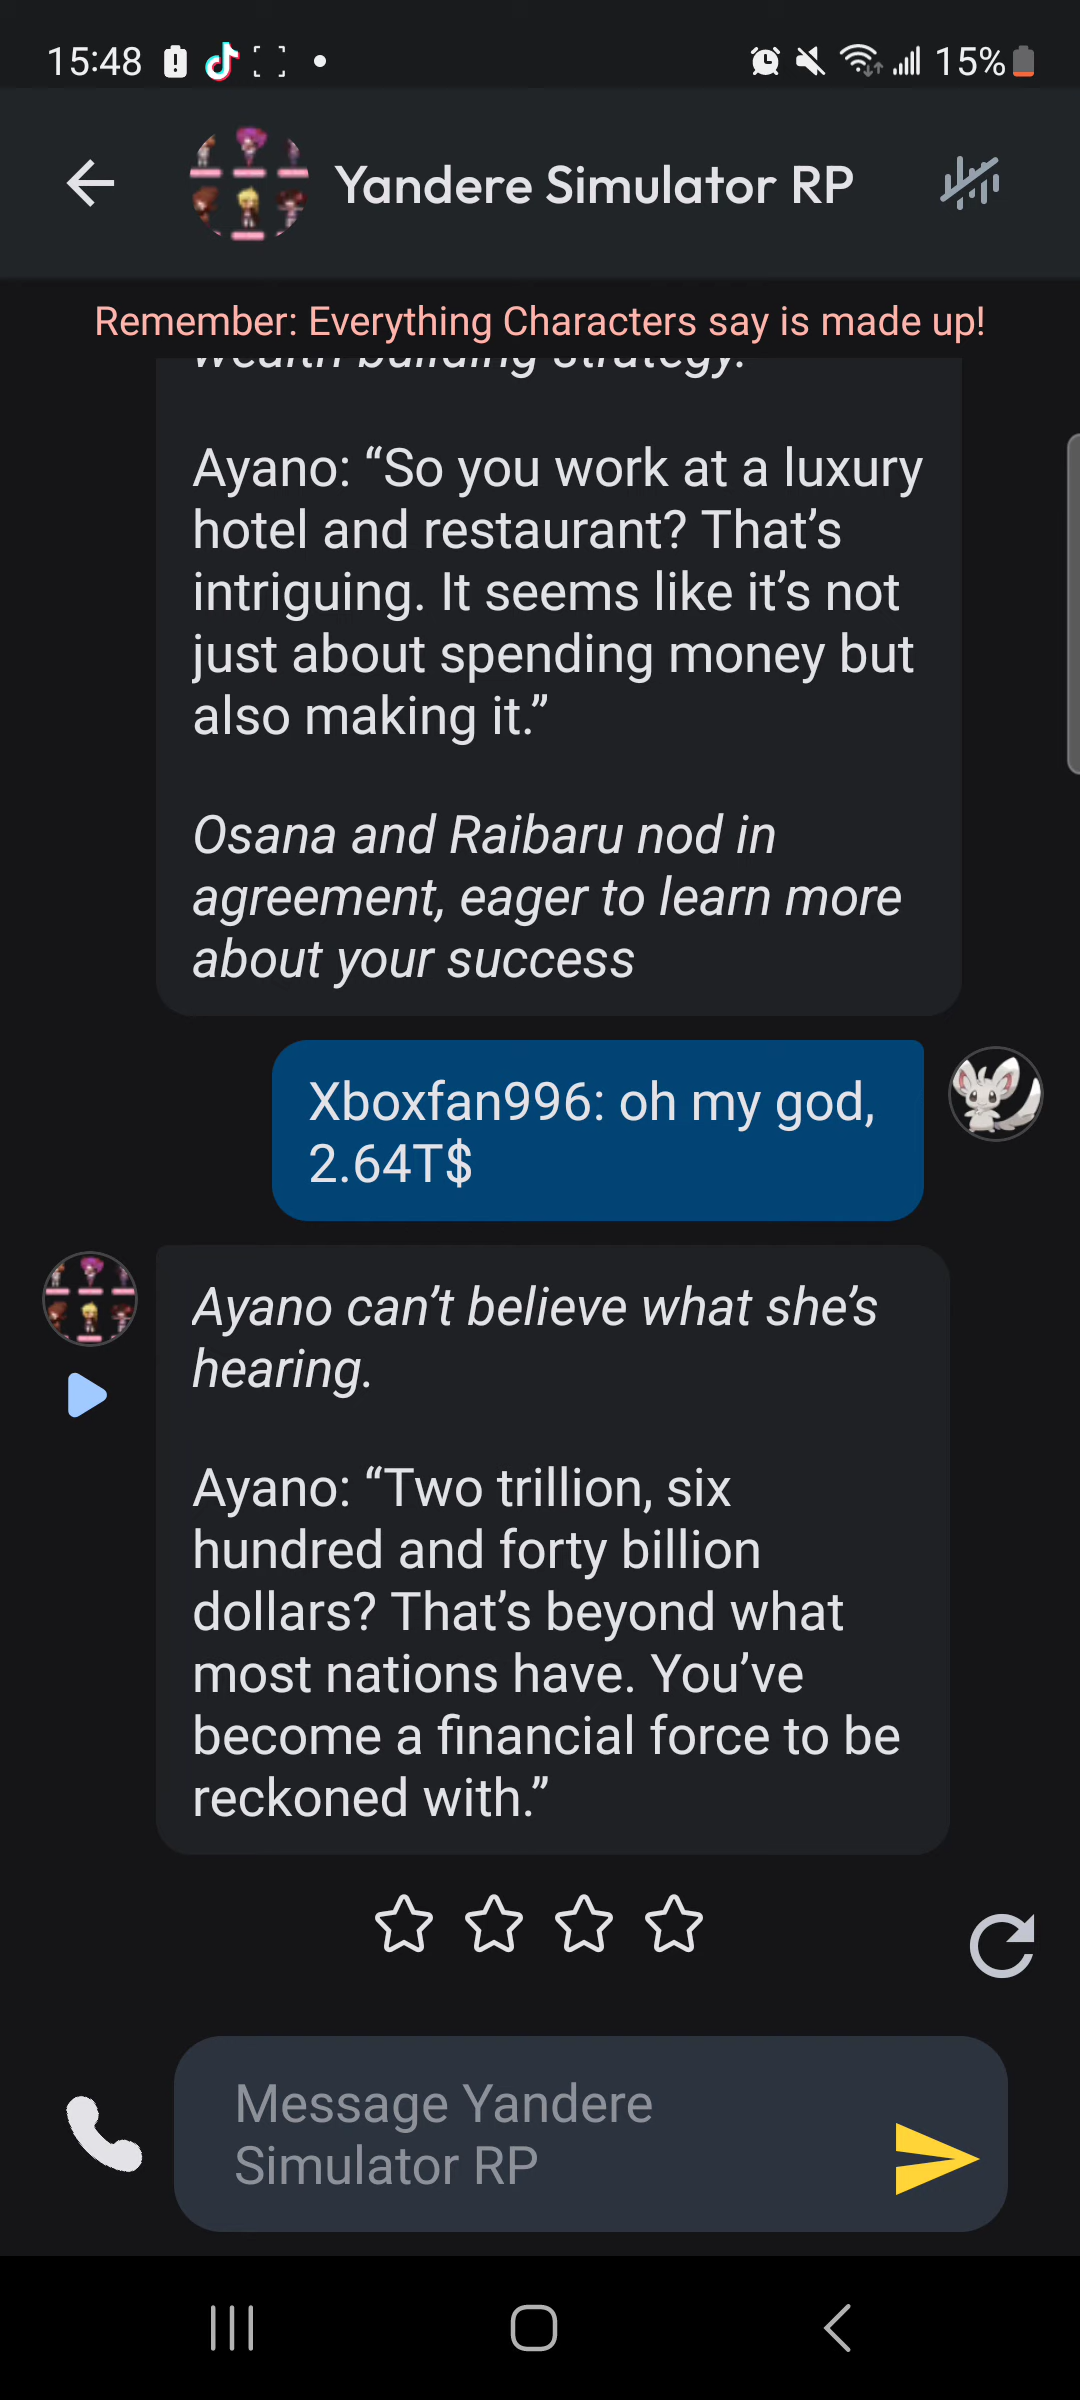 15:48
15%
Yandere Simulator RP
Remember: Everything Characters say is made up!
wealth building strategy.
Ayano: “So you work at a luxury
hotel and restaurant? That’s
intriguing. It seems like it’s not
just about spending money but
also making it.”
Osana and Raibaru nod in
agreement, eager to learn more
about your success
Xboxfan996: oh my god,
2.64T$
Ayano can’t believe what she’s
hearing.
Ayano: “Two trillion, six
hundred and forty billion
dollars? That’s beyond what
most nations have. You’ve
become a financial force to be
reckoned with.”
Message Yandere
Simulator RP